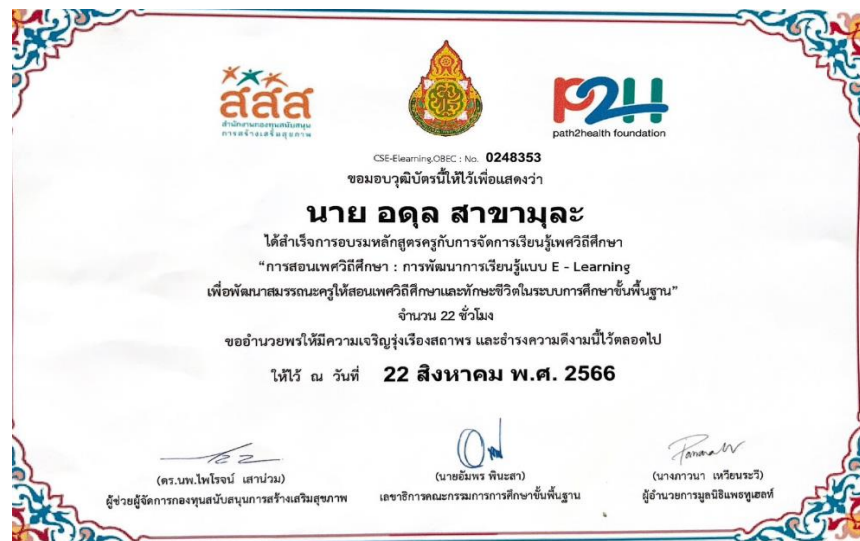 สสส
สำนักงานกองทุนสนับสนุน
การสร้างเสริมสุขภาพ
P2H
path2health foundation
CSE-Elearning.OBEC : No. 0248353
ขอมอบวุฒิบัตรนี้ให้ไว้เพื่อแสดงว่า
นาย อดุล สาขามุละ
ได้สำเร็จการอบรมหลักสูตรครูกับการจัดการเรียนรู้เพศวิถีศึกษา
“การสอนเพศวิถีศึกษา : การพัฒนาการเรียนรู้แบบ E - Learning
เพื่อพัฒนาสมรรถนะครูให้สอนเพศวิถีศึกษาและทักษะชีวิตในระบบการศึกษาขั้นพื้นฐาน”
จำนวน 22 ชั่วโมง
ขออำนวยพรให้มีความเจริญรุ่งเรืองสถาพร และธำรงความดีงามนี้ไว้ตลอดไป
ให้ไว้ ณ วันที่ 22 สิงหาคม พ.ศ. 2566
(ดร.นพ.ไพโรจน์ เสาน่วม) (นายอัมพร พินะสา) (นางภาวนา เหวียนระวี)
ผู้ช่วยผู้จัดการกองทุนสนับสนุนการสร้างเสริมสุขภาพ เลขาธิการคณะกรรมการการศึกษาขั้นพื้นฐาน ผู้อำนวยการมูลนิธิแพธทูเฮลท์